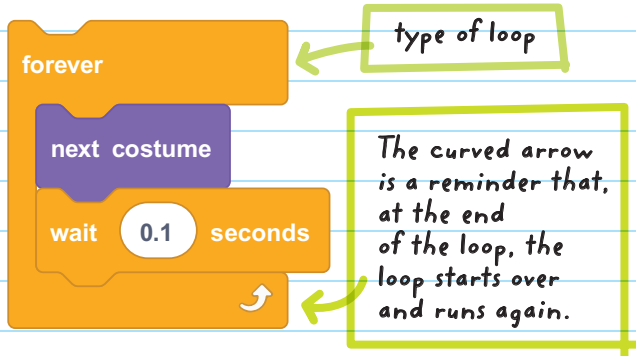 type of loop
forever
next costume
wait 0.1 seconds
The curved arrow
is a reminder that,
at the end
of the loop, the
loop starts over
and runs again.